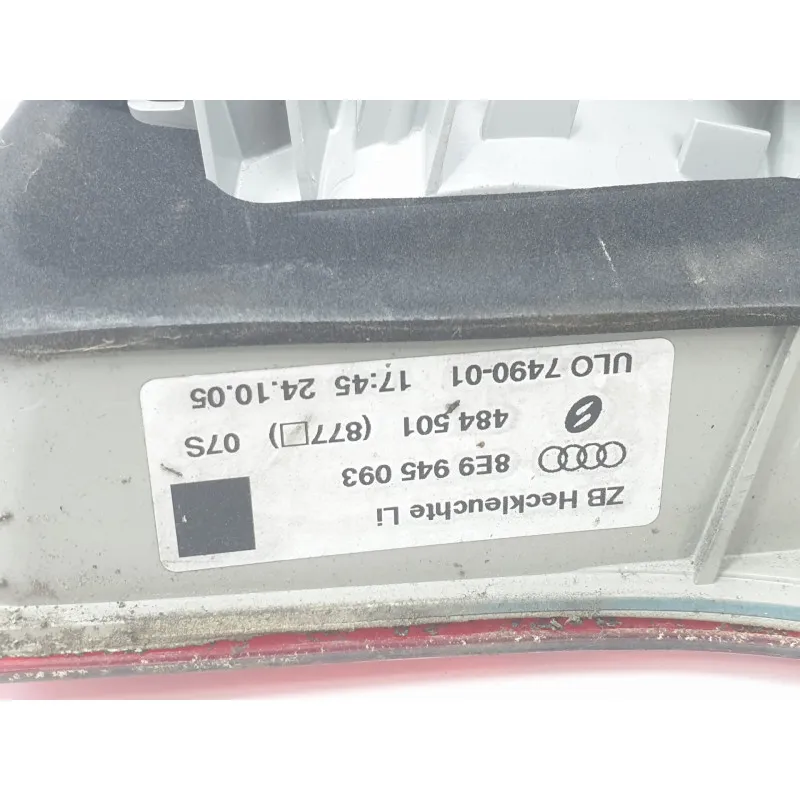 ZB Heckleuchte Li
8E9 945 093
484 501 (877□) 07S
ULO 7490-01 17:45 24.10.05